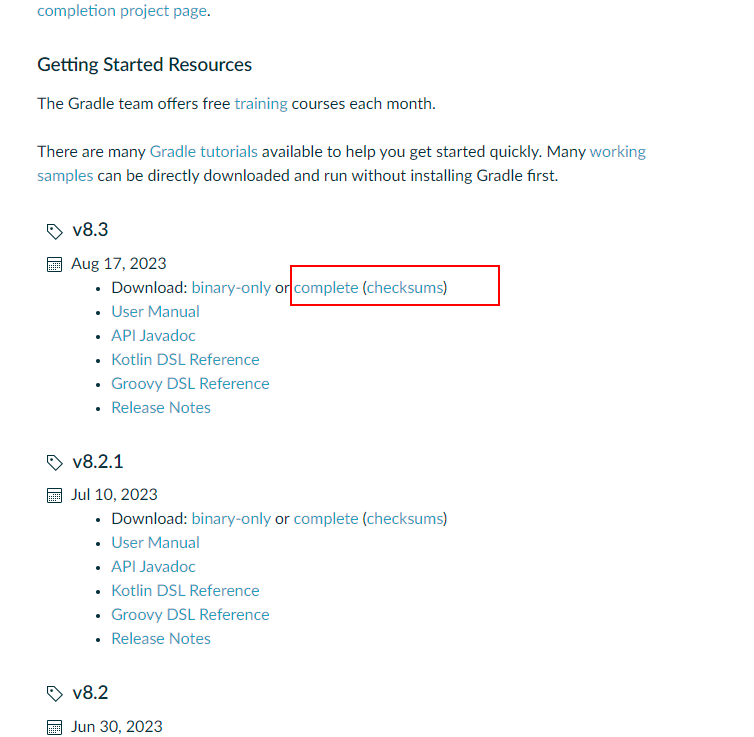 completion project page.
Getting Started Resources
The Gradle team offers free training courses each month.
There are many Gradle tutorials available to help you get started quickly. Many working
samples can be directly downloaded and run without installing Gradle first.
v8.3
Aug 17, 2023
• Download: binary-only or complete (checksums)
• User Manual
• API Javadoc
• Kotlin DSL Reference
• Groovy DSL Reference
• Release Notes
v8.2.1
Jul 10, 2023
• Download: binary-only or complete (checksums)
• User Manual
• API Javadoc
• Kotlin DSL Reference
• Groovy DSL Reference
• Release Notes
v8.2
Jun 30, 2023